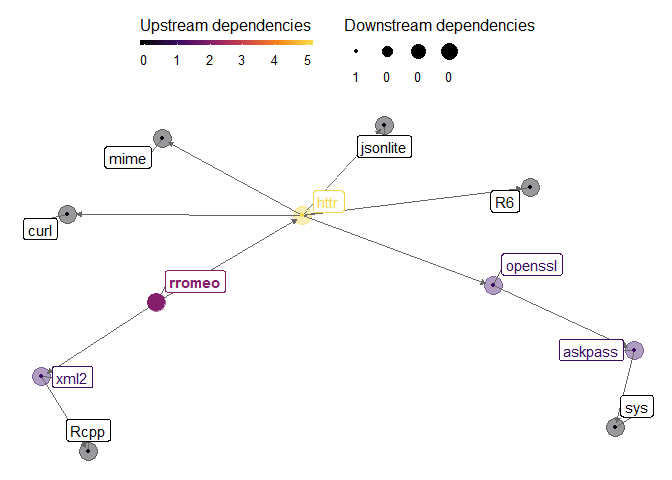 Upstream dependencies
0 1 2 3 4 5
Downstream dependencies
1 0 0 0
mime
jsonlite
httr
R6
curl
openssl
rromeo
askpass
xml2
sys
Rcpp